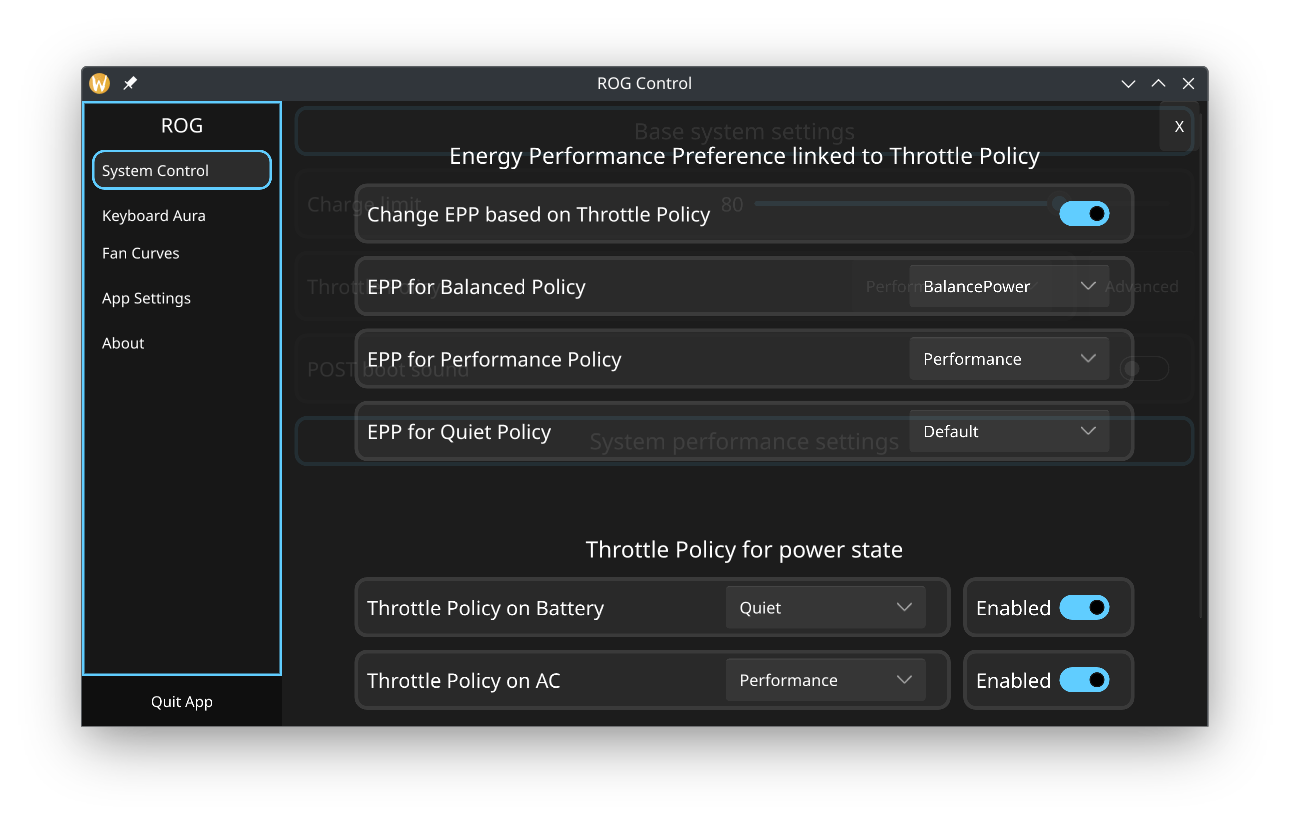 W
ROG Control
ROG
System Control
Keyboard Aura
Fan Curves
App Settings
About
Quit App
Base system settings
X
Energy Performance Preference linked to Throttle Policy
Charge limit 80
Change EPP based on Throttle Policy
EPP for Balanced Policy BalancePower Advanced
EPP for Performance Policy Performance
POST boot sound
EPP for Quiet Policy Default
System performance settings
Throttle Policy for power state
Throttle Policy on Battery Quiet Enabled
Throttle Policy on AC Performance Enabled